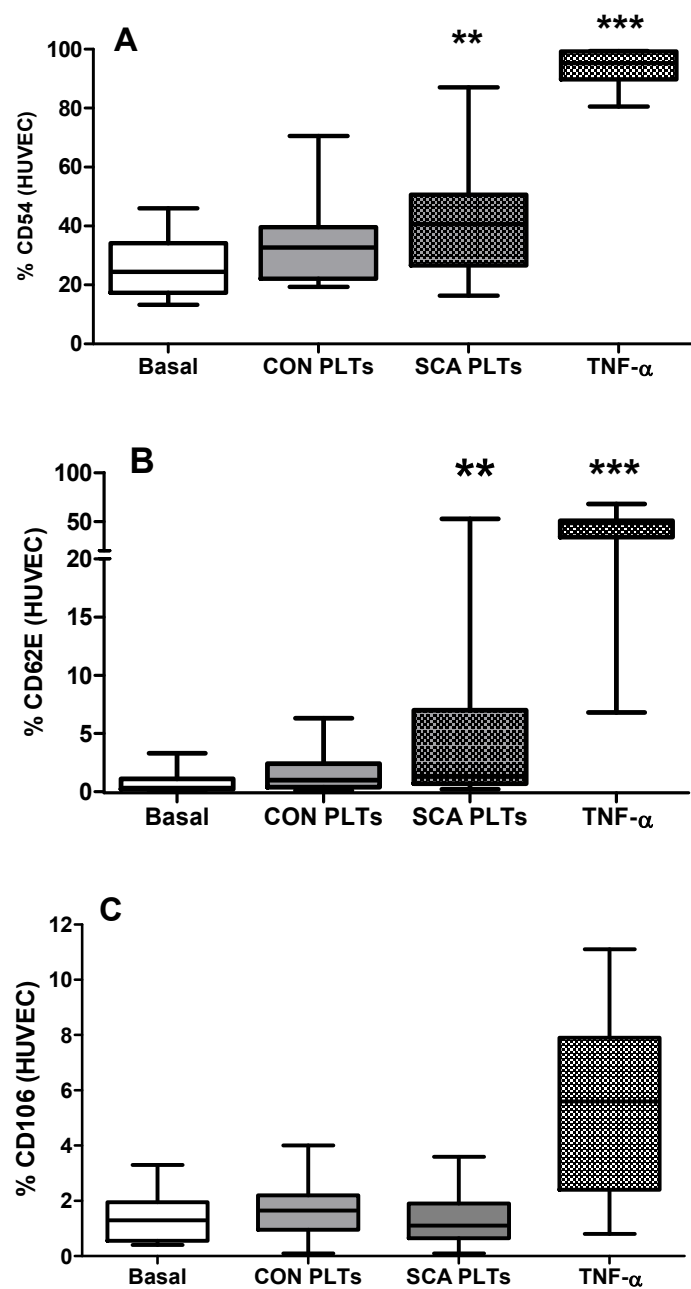 A
** ***
100
80
60
40
20
0
% CD54 (HUVEC)
Basal CON PLTs SCA PLTs TNF-α
B
** ***
100
50
20
15
10
5
0
% CD62E (HUVEC)
Basal CON PLTs SCA PLTs TNF-α
C
12
10
8
6
4
2
0
% CD106 (HUVEC)
Basal CON PLTs SCA PLTs TNF-α